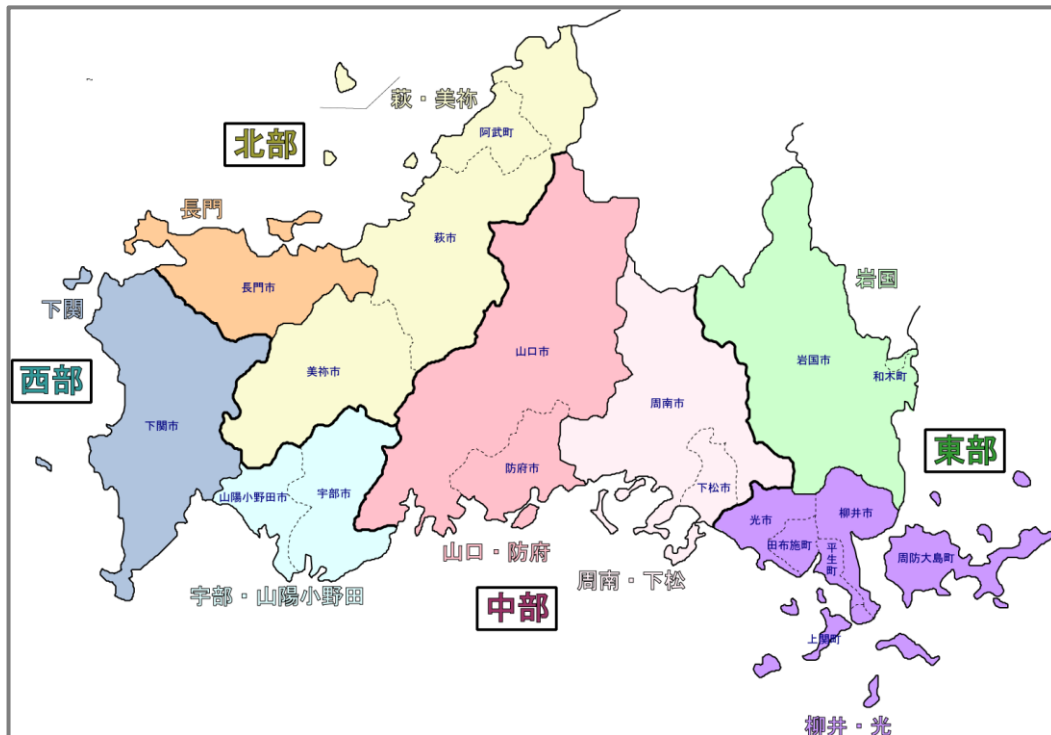 萩・美祢
阿武町
北部
長門
萩市
長門市
下関
岩国
山口市
岩国市
西部
美祢市
和木町
周南市
下関市
東部
防府市
下松市
山陽小野田市
宇部市
光市
柳井市
田布施町
平生町
周防大島町
山口・防府
周南・下松
宇部・山陽小野田
中部
上関町
柳井・光